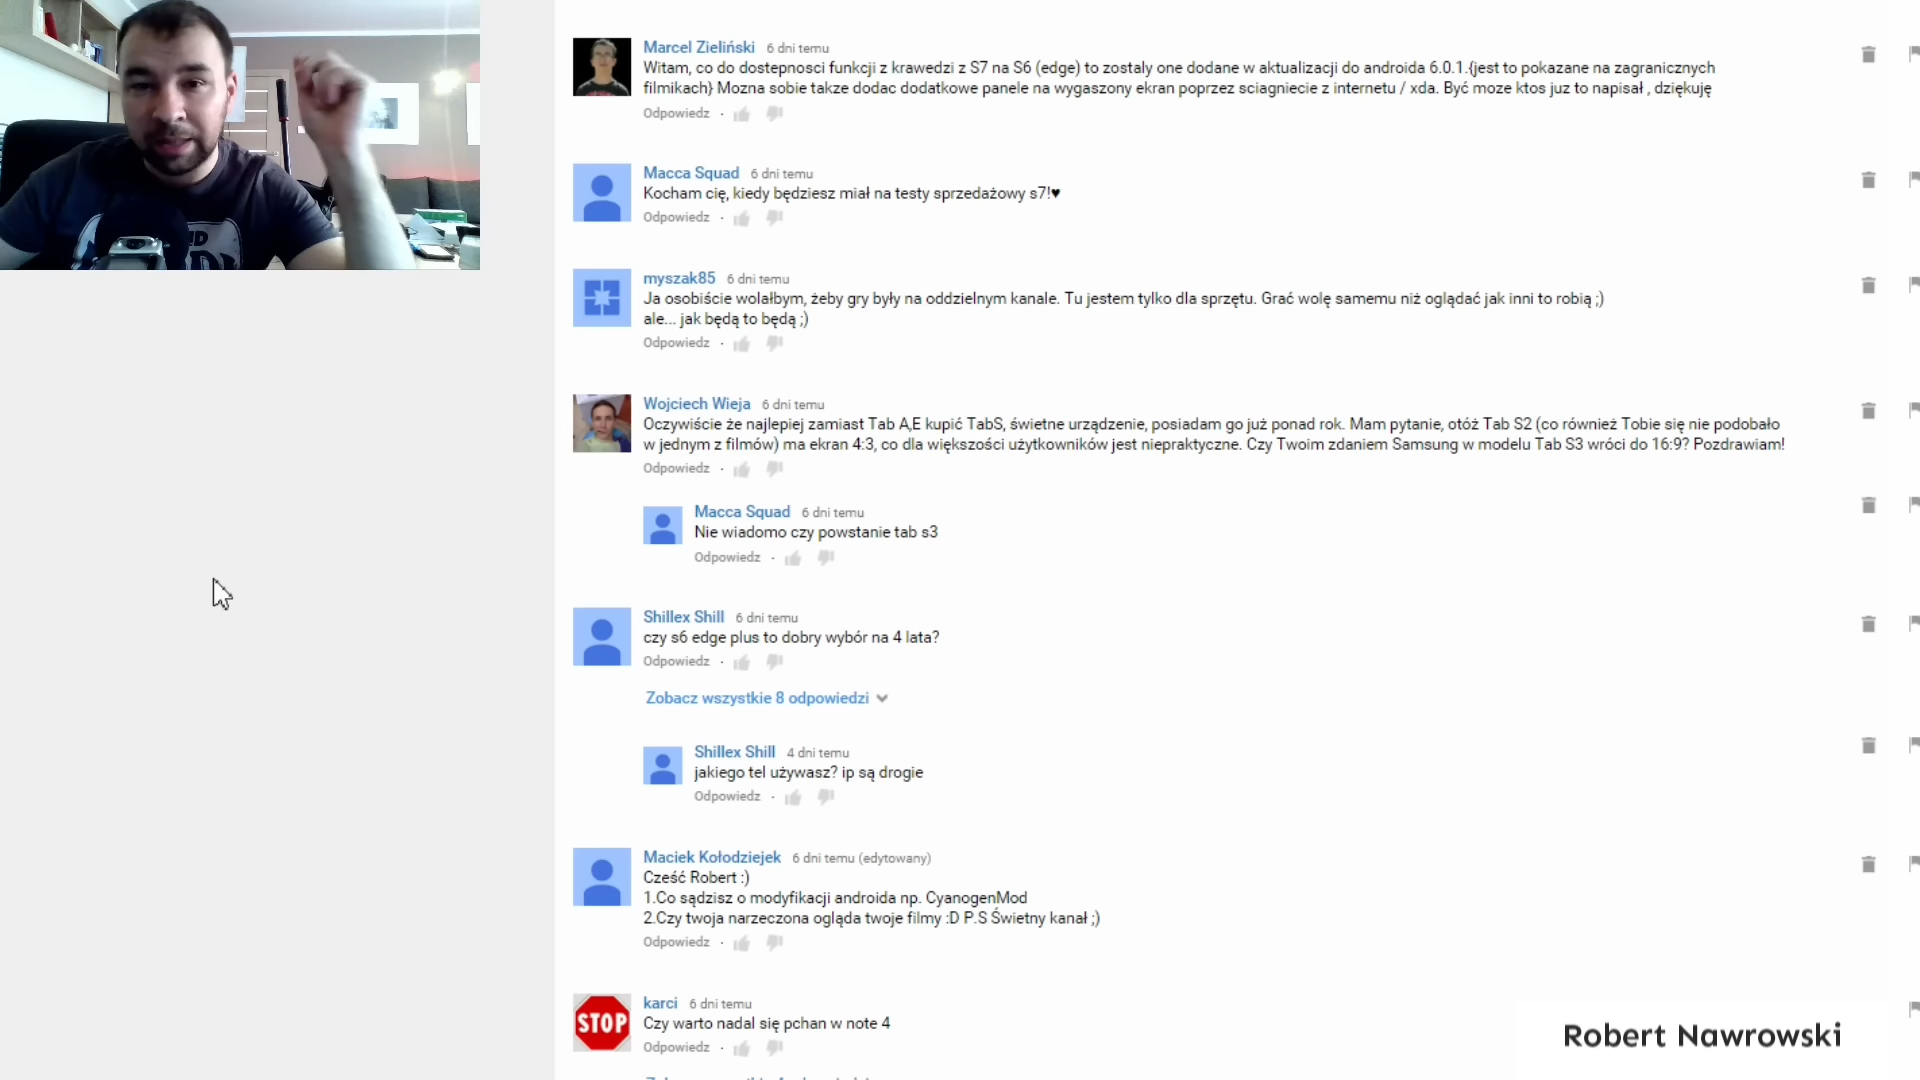 Marcel Zieliński 6 dni temu
Witam, co do dostepnosci funkcji z krawedzi z S7 na S6 (edge) to zostaly one dodane w aktualizacji do androida 6.0.1.{jest to pokazane na zagranicznych
filmikach} Mozna sobie takze dodac dodatkowe panele na wygaszony ekran poprzez sciagniecie z internetu / xda. Być moze ktos juz to napisał , dziękuję
Odpowiedz ·
Macca Squad 6 dni temu
Kocham cię, kiedy będziesz miał na testy sprzedażowy s7!♥
Odpowiedz ·
myszak85 6 dni temu
Ja osobiście wolałbym, żeby gry były na oddzielnym kanale. Tu jestem tylko dla sprzętu. Grać wolę samemu niż oglądać jak inni to robią ;)
ale... jak będą to będą ;)
Odpowiedz ·
Wojciech Wieja 6 dni temu
Oczywiście że najlepiej zamiast Tab A,E kupić TabS, świetne urządzenie, posiadam go już ponad rok. Mam pytanie, otóż Tab S2 (co również Tobie się nie podobało
w jednym z filmów) ma ekran 4:3, co dla większości użytkowników jest niepraktyczne. Czy Twoim zdaniem Samsung w modelu Tab S3 wróci do 16:9? Pozdrawiam!
Odpowiedz ·
Macca Squad 6 dni temu
Nie wiadomo czy powstanie tab s3
Odpowiedz ·
Shillex Shill 6 dni temu
czy s6 edge plus to dobry wybór na 4 lata?
Odpowiedz ·
Zobacz wszystkie 8 odpowiedzi
Shillex Shill 4 dni temu
jakiego tel używasz? ip są drogie
Odpowiedz ·
Maciek Kołodziejek 6 dni temu (edytowany)
Cześć Robert :)
1.Co sądzisz o modyfikacji androida np. CyanogenMod
2.Czy twoja narzeczona ogląda twoje filmy :D P.S Świetny kanał ;)
Odpowiedz ·
STOP
karci 6 dni temu
Czy warto nadal się pchan w note 4
Odpowiedz ·
Robert Nawrowski